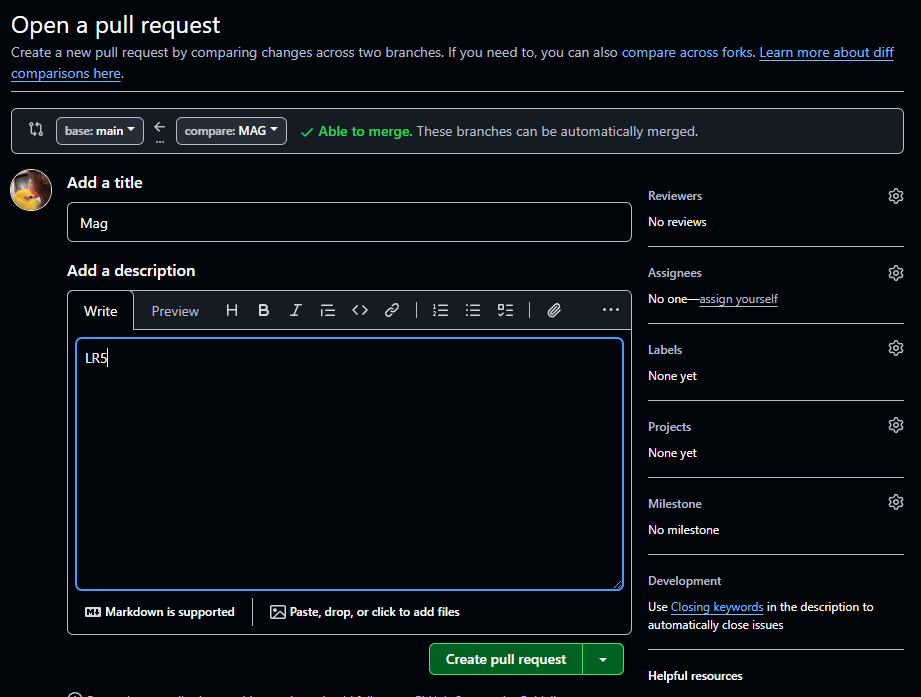 Open a pull request
Create a new pull request by comparing changes across two branches. If you need to, you can also compare across forks. Learn more about diff
comparisons here.
base: main
...
compare: MAG
Able to merge. These branches can be automatically merged.
Add a title
Mag
Add a description
Write
Preview
H B I
LR5
Markdown is supported
Paste, drop, or click to add files
Create pull request
Reviewers
No reviews
Assignees
No one—assign yourself
Labels
None yet
Projects
None yet
Milestone
No milestone
Development
Use Closing keywords in the description to
automatically close issues
Helpful resources